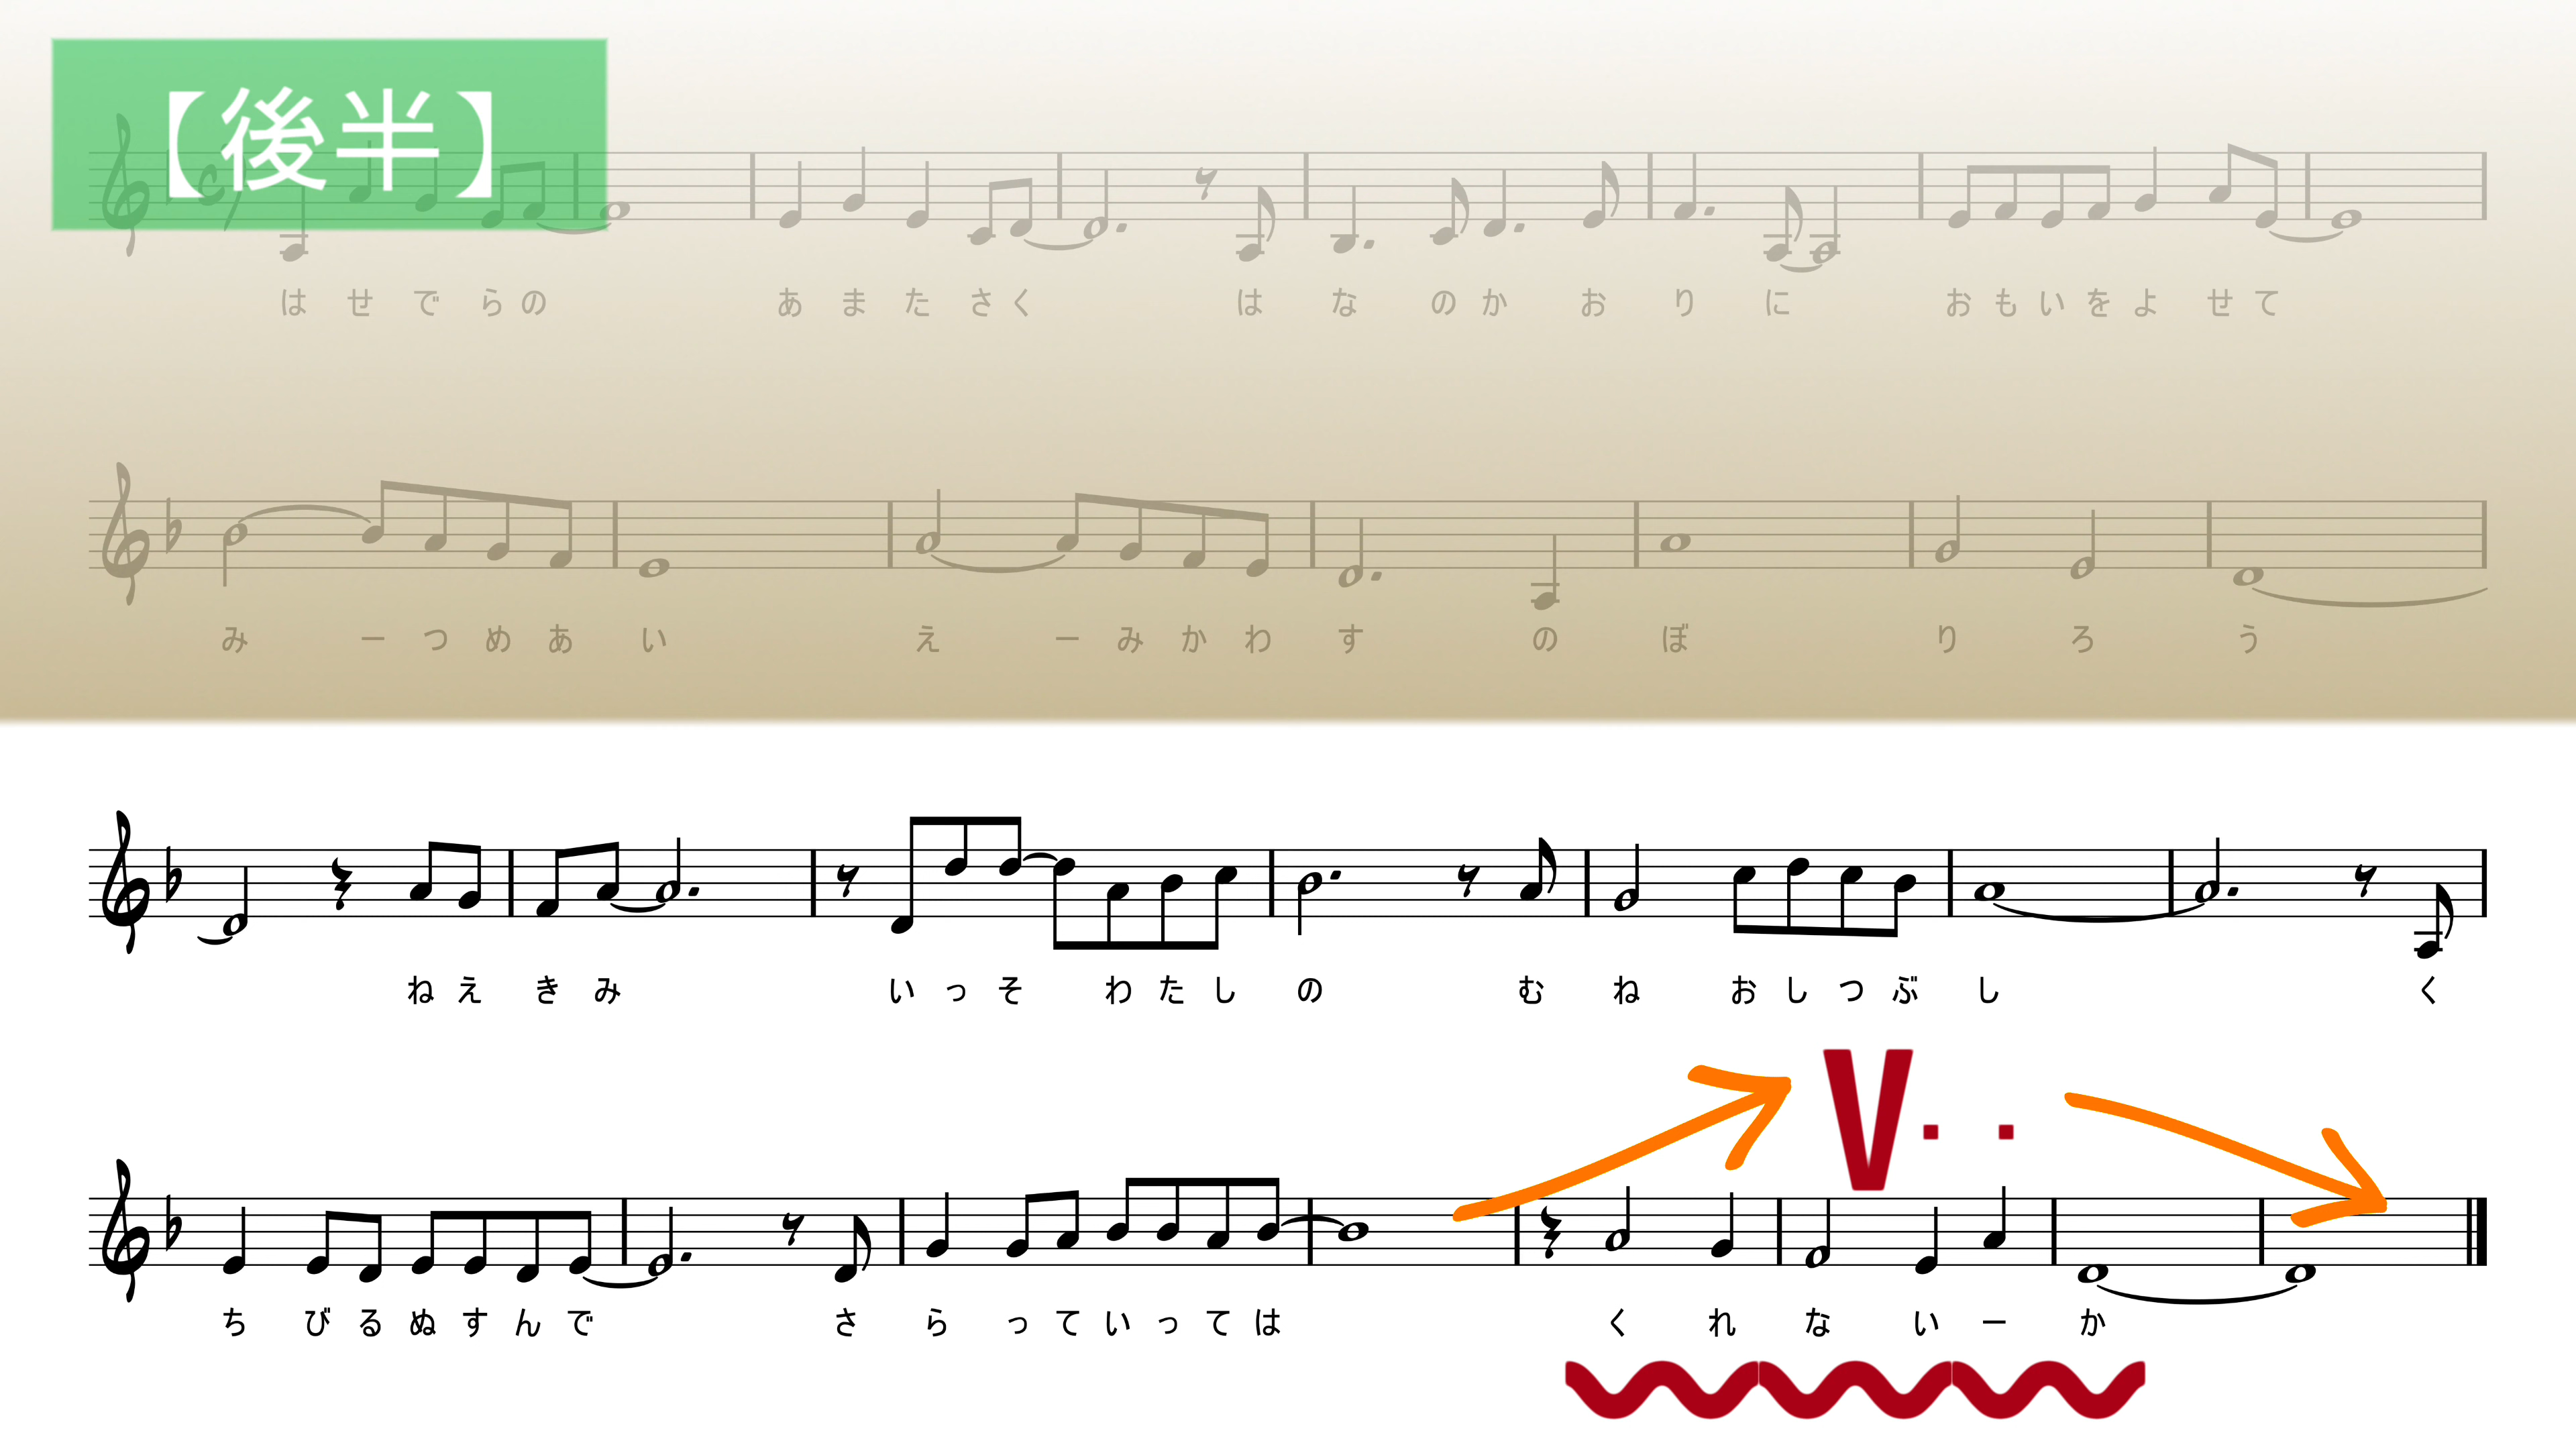 【後半】
はせでらの あまたさく は なのかお りに おもいをよせて
みーつめあい えーみかわす の ぼ りろ う
ねえ きみ いっそ わたしの む ね おしつぶし く
ちびるぬすんで さ らっていっては くれないーか
V・・